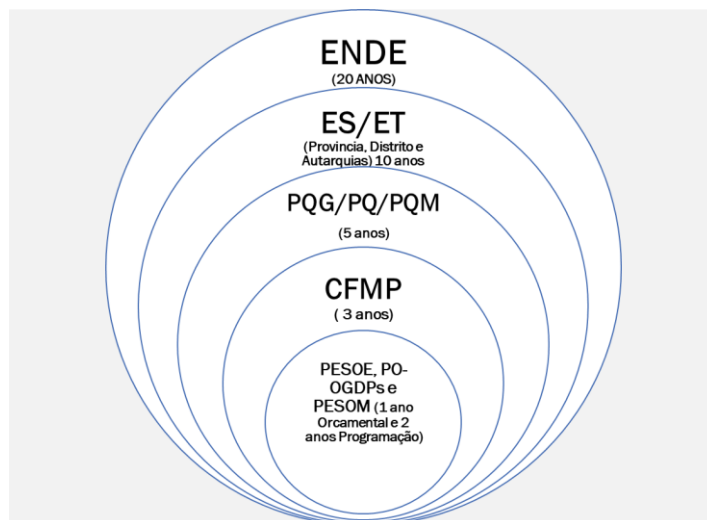 ENDE
(20 ANOS)
ES/ET
(Provincia, Distrito e
Autarquias) 10 anos
PQG/PQ/PQM
(5 anos)
CFMP
( 3 anos)
PESOE, PO-
OGDPs e
PESOM (1 ano
Orcamental e 2
anos Programação)